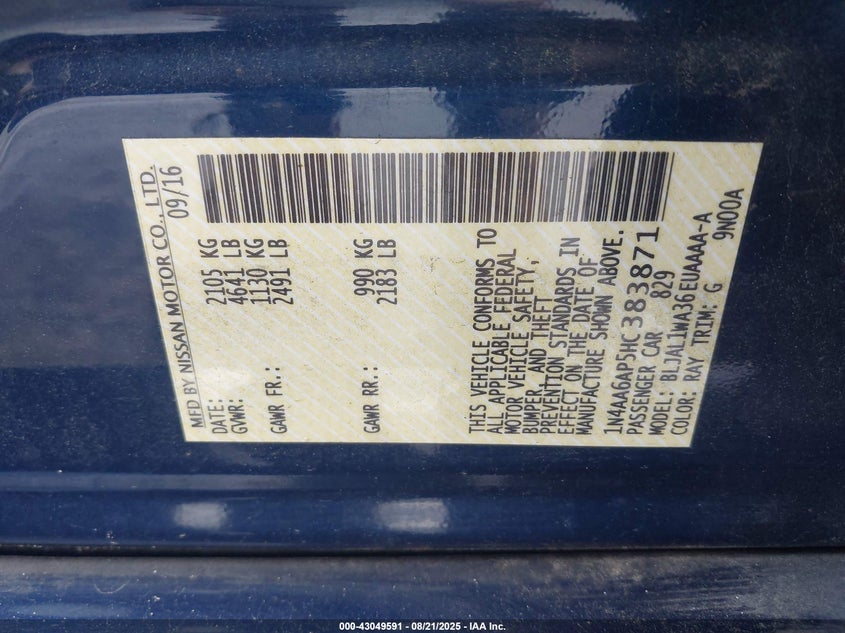 MFD BY NISSAN MOTOR CO., LTD.
DATE: 09/16
GVWR: 2105 KG
4641 LB
GAWR FR.: 1130 KG
2491 LB
GAWR RR.: 990 KG
2183 LB
THIS VEHICLE CONFORMS TO
ALL APPLICABLE FEDERAL
MOTOR VEHICLE SAFETY,
BUMPER, AND THEFT
PREVENTION STANDARDS IN
EFFECT ON THE DATE OF
MANUFACTURE SHOWN ABOVE.
1N4AA6AP5HC383871
PASSENGER CAR 829
MODEL: BLJALIWA36EUAAAA-A
COLOR: RAY TRIM: G 9N00A
000-43049591 - 08/21/2025 - IAA Inc.